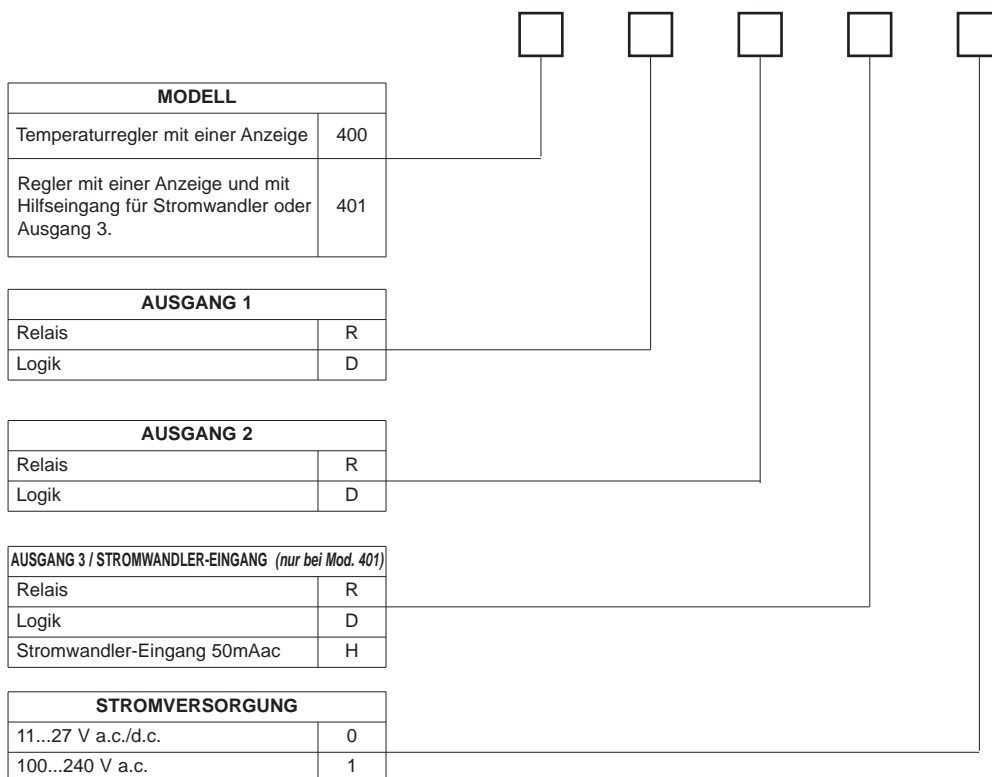 MODELL
Temperaturregler mit einer Anzeige 400
Regler mit einer Anzeige und mit
Hilfseingang für Stromwandler oder 401
Ausgang 3.
AUSGANG 1
Relais R
Logik D
AUSGANG 2
Relais R
Logik D
AUSGANG 3 / STROMWANDLER-EINGANG (nur bei Mod. 401)
Relais R
Logik D
Stromwandler-Eingang 50mAac H
STROMVERSORGUNG
11...27 V a.c./d.c. 0
100...240 V a.c. 1